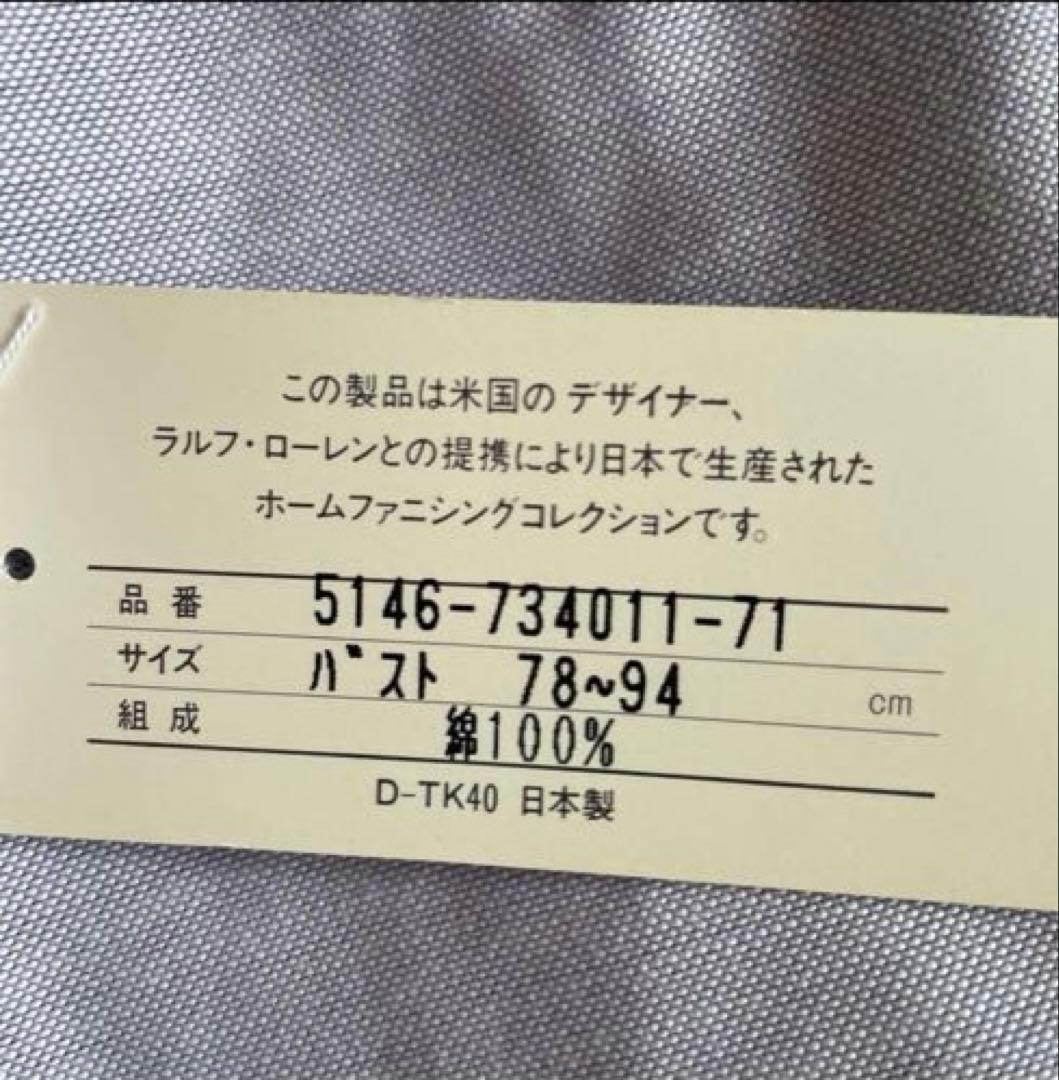 この製品は米国のデザイナー、
ラルフ・ローレンとの提携により日本で生産された
ホームファニシングコレクションです。
品番 5146-734011-71
サイズ バスト 78~94 cm
組成 綿100%
D-TK40 日本製